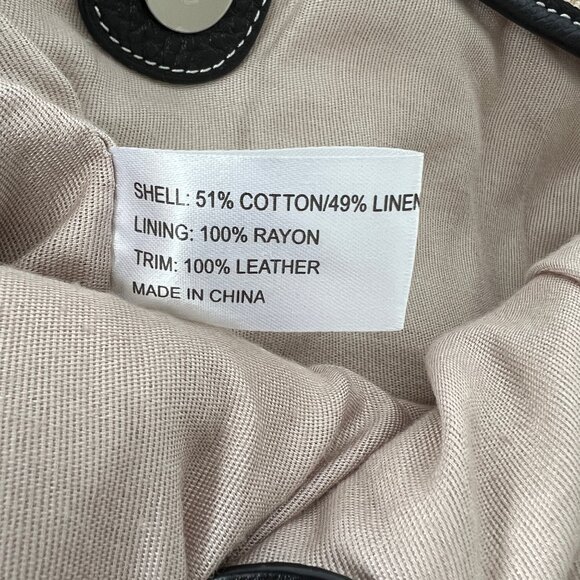 SHELL: 51% COTTON/49% LINEN
LINING: 100% RAYON
TRIM: 100% LEATHER
MADE IN CHINA